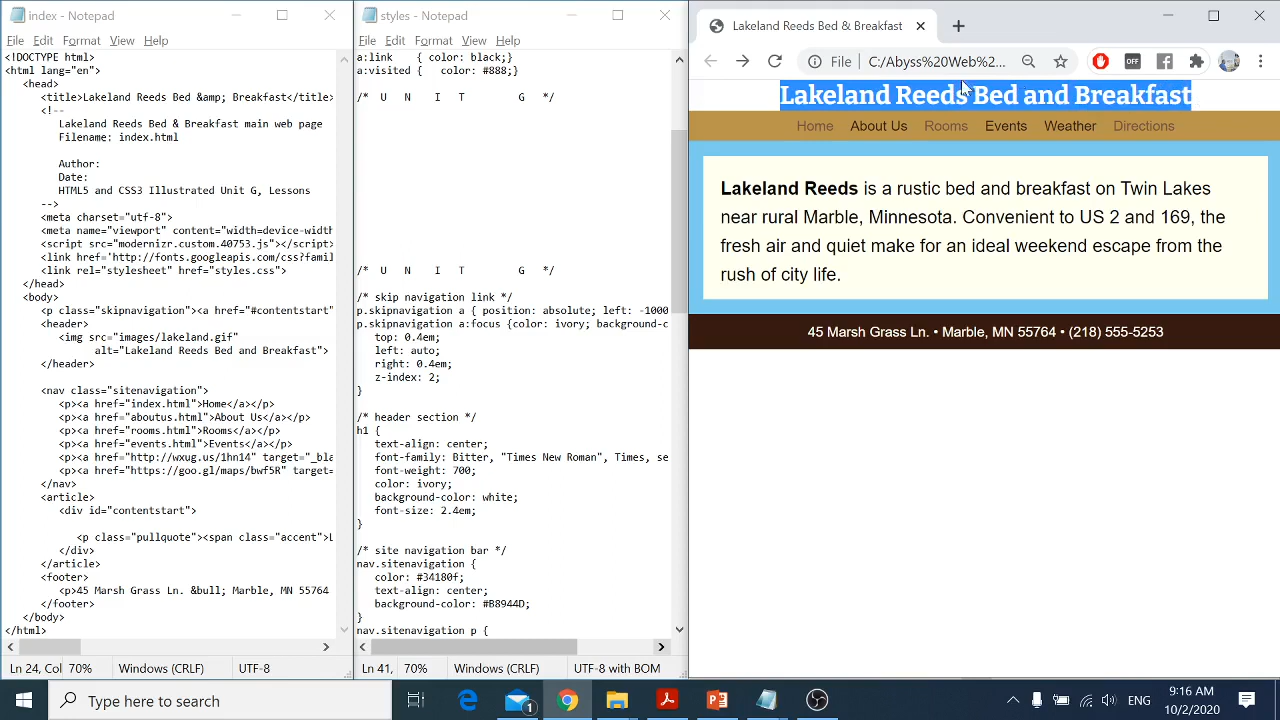 index - Notepad
File Edit Format View Help
<!DOCTYPE html>
<html lang="en">
<head>
<title>Lakeland Reeds Bed &amp; Breakfast</title>
<!--
Lakeland Reeds Bed & Breakfast main web page
Filename: index.html
Author:
Date:
HTML5 and CSS3 Illustrated Unit G, Lessons
-->
<meta charset="utf-8">
<meta name="viewport" content="width=device-width
<script src="modernizr.custom.40753.js"></script>
<link href='http://fonts.googleapis.com/css?famil
<link rel="stylesheet" href="styles.css">
</head>
<body>
<p class="skipnavigation"><a href="#contentstart"
<header>
<img src="images/lakeland.gif"
alt="Lakeland Reeds Bed and Breakfast">
</header>
<nav class="sitenavigation">
<p><a href="index.html">Home</a></p>
<p><a href="aboutus.html">About Us</a></p>
<p><a href="rooms.html">Rooms</a></p>
<p><a href="events.html">Events</a></p>
<p><a href="http://wxug.us/1hn14" target="_bla
<p><a href="https://goo.gl/maps/bwf5R" target=
</nav>
<article>
<div id="contentstart">
<p class="pullquote"><span class="accent">L
</div>
</article>
<footer>
<p>45 Marsh Grass Ln. &bull; Marble, MN 55764
</footer>
</body>
</html>
Ln 24, Col 70% Windows (CRLF) UTF-8
styles - Notepad
File Edit Format View Help
a:link { color: black;}
a:visited { color: #888;}
/* U N I T G */
/* U N I T G */
/* skip navigation link */
p.skipnavigation a { position: absolute; left: -1000
p.skipnavigation a:focus {color: ivory; background-c
top: 0.4em;
left: auto;
right: 0.4em;
z-index: 2;
}
/* header section */
h1 {
text-align: center;
font-family: Bitter, "Times New Roman", Times, se
font-weight: 700;
color: ivory;
background-color: white;
font-size: 2.4em;
}
/* site navigation bar */
nav.sitenavigation {
color: #34180f;
text-align: center;
background-color: #B8944D;
}
nav.sitenavigation p {
Ln 41, 70% Windows (CRLF) UTF-8 with BOM
Lakeland Reeds Bed & Breakfast
File C:/Abyss%20Web%2...
OFF
Lakeland Reeds Bed and Breakfast
Home About Us Rooms Events Weather Directions
Lakeland Reeds is a rustic bed and breakfast on Twin Lakes
near rural Marble, Minnesota. Convenient to US 2 and 169, the
fresh air and quiet make for an ideal weekend escape from the
rush of city life.
45 Marsh Grass Ln. • Marble, MN 55764 • (218) 555-5253
Type here to search
1
ENG
9:16 AM
10/2/2020